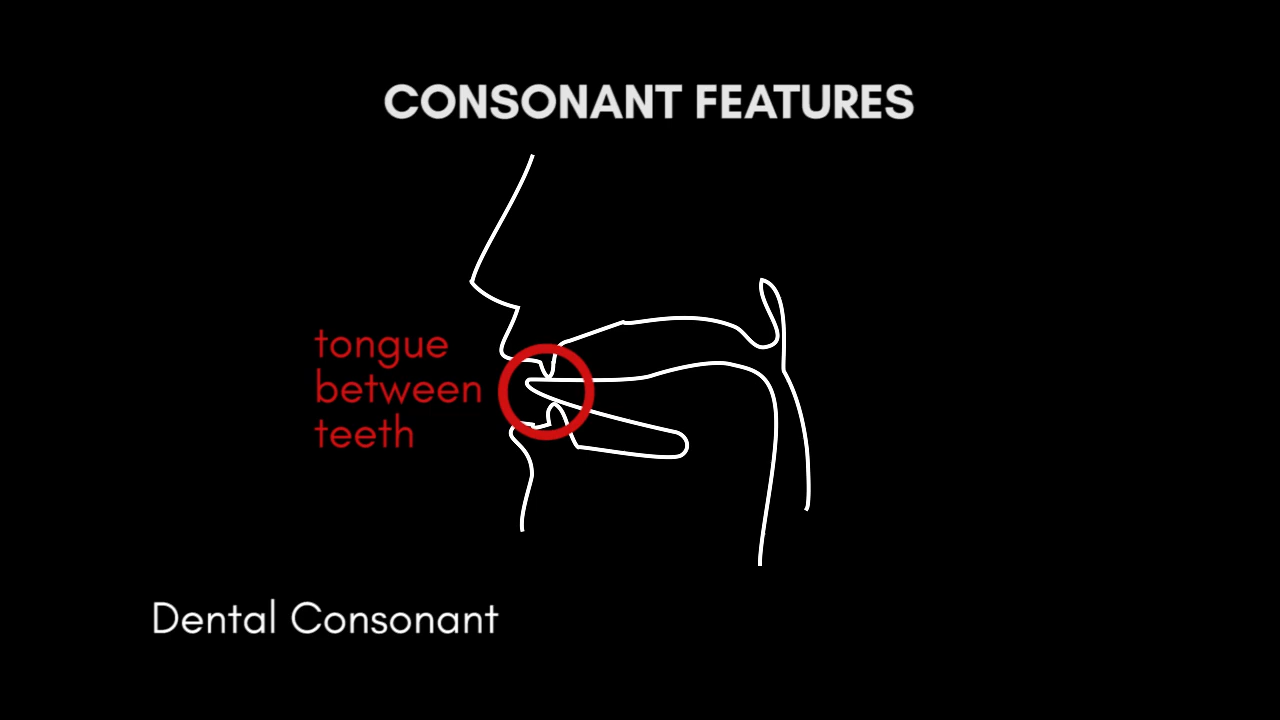 CONSONANT FEATURES
tongue
between
teeth
Dental Consonant